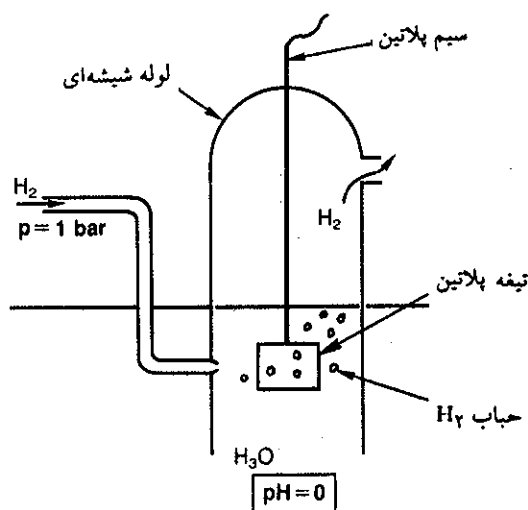 سیم پلاتین
لوله شیشه‌ای
H₂
p = 1 bar
H₂
تیغه پلاتین
حباب H۲
H₃O
pH = 0